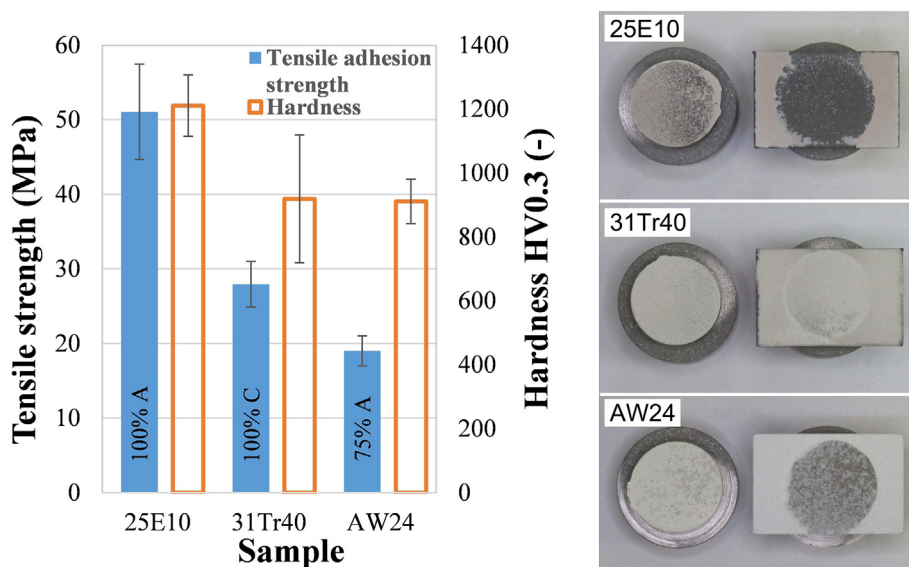 60
50
40
30
20
10
0
Tensile strength (MPa)
1400
1200
1000
800
600
400
200
0
Hardness HV0.3 (-)
Tensile adhesion
strength
Hardness
100% A
100% C
75% A
25E10
31Tr40
AW24
Sample
25E10
31Tr40
AW24